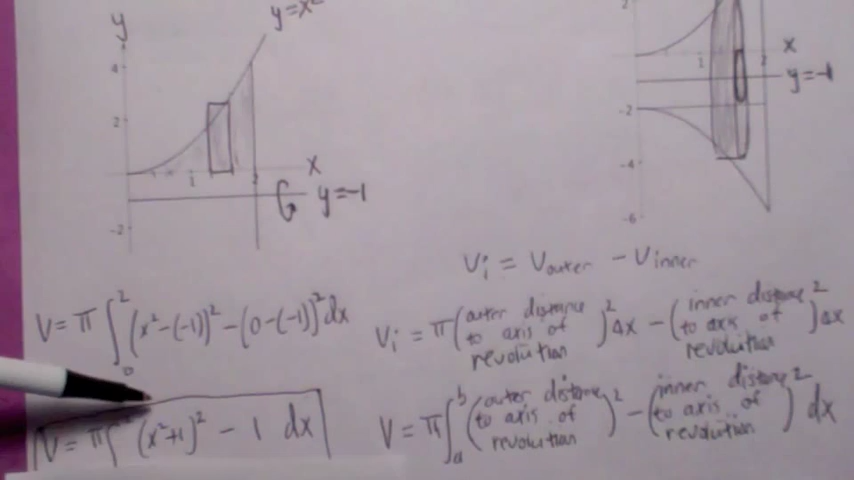 y
y=x²
4
2
x
1
2
y=-1
-2
2
x
1
2
y=-1
-2
-4
-6
Vi = Vouter - Vinner
V = π ∫₀² (x²-(-1))² - (0-(-1))² dx
Vi = π(outer distance to axis of revolution)² Δx - (inner distance to axis of revolution)² Δx
V = π ∫ (x²+1)² - 1 dx
V = π ∫ₐᵇ (outer distance to axis of revolution)² - (inner distance to axis of revolution)² dx